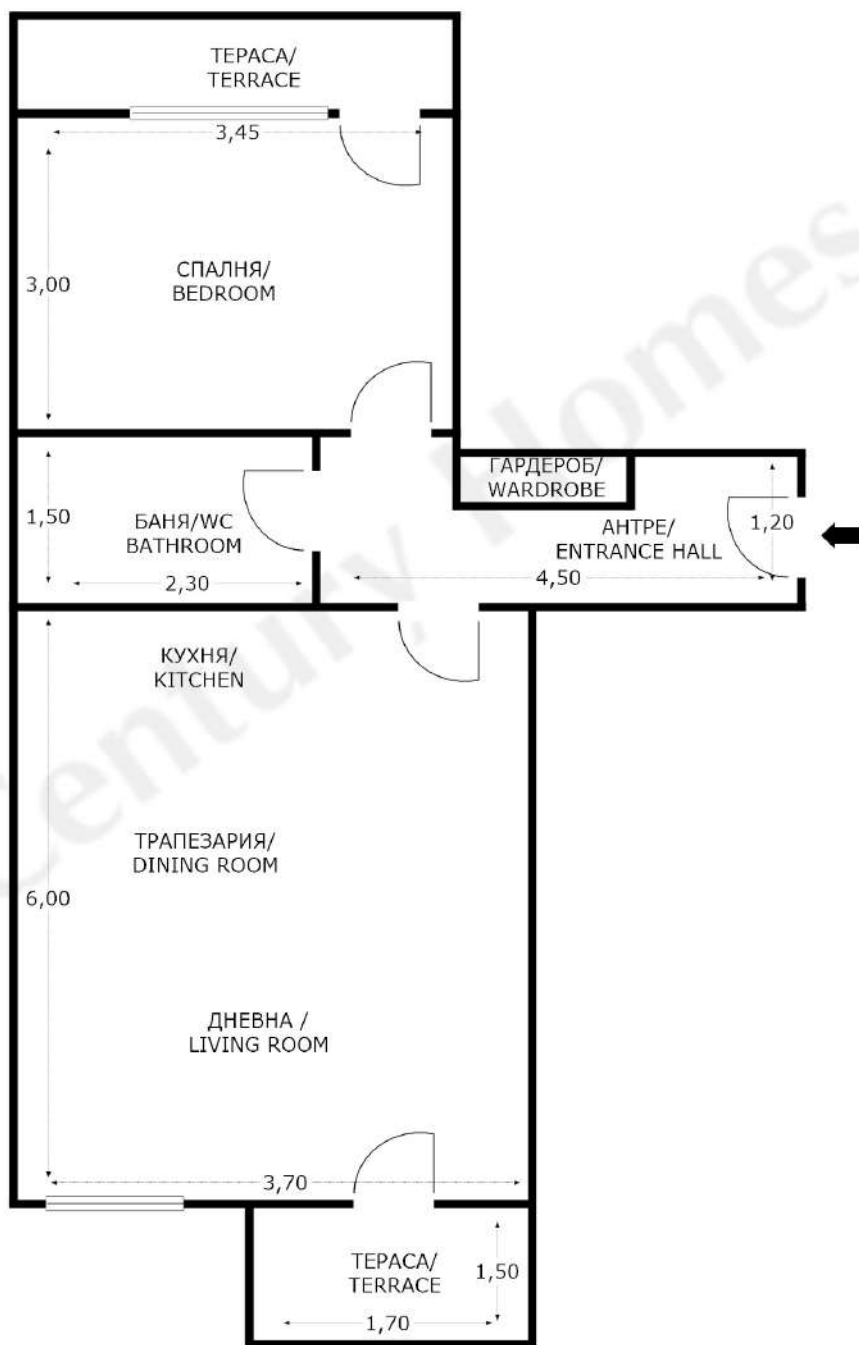 ТЕРАСА/
TERRACE
3,45
3,00
СПАЛНЯ/
BEDROOM
ГАРДЕРОБ/
WARDROBE
1,50
БАНЯ/WC
BATHROOM
2,30
АНТРЕ/
ENTRANCE HALL
1,20
4,50
КУХНЯ/
KITCHEN
ТРАПЕЗАРИЯ/
DINING ROOM
6,00
ДНЕВНА /
LIVING ROOM
3,70
ТЕРАСА/
TERRACE
1,50
1,70
Century Homes